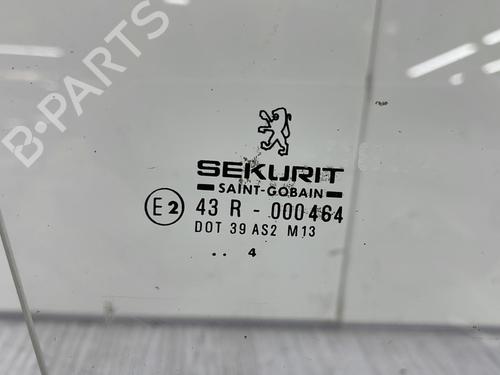 B-PARTS
SEKURIT
SAINT-GOBAIN
E2 43 R - 000464
DOT 39 AS2 M13
.. 4